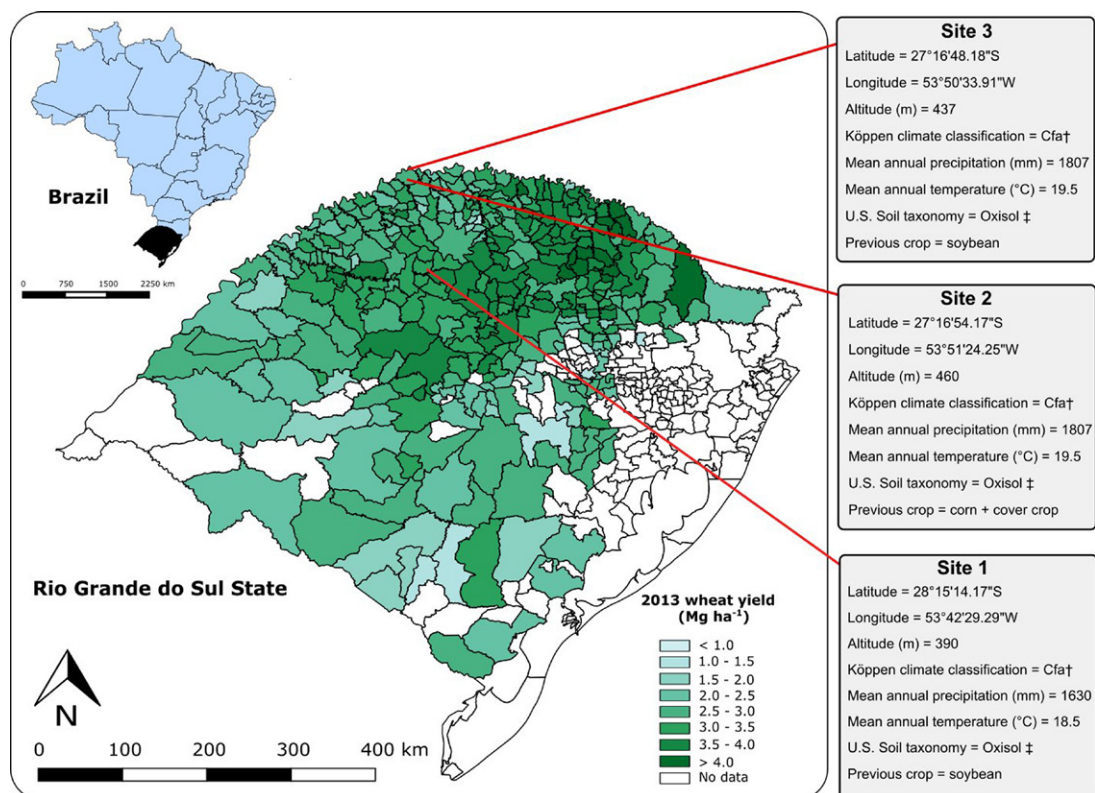 Brazil
0 750 1500 2250 km
Rio Grande do Sul State
N
0 100 200 300 400 km
2013 wheat yield
(Mg ha⁻¹)
< 1.0
1.0 - 1.5
1.5 - 2.0
2.0 - 2.5
2.5 - 3.0
3.0 - 3.5
3.5 - 4.0
> 4.0
No data
Site 3
Latitude = 27°16'48.18"S
Longitude = 53°50'33.91"W
Altitude (m) = 437
Köppen climate classification = Cfa†
Mean annual precipitation (mm) = 1807
Mean annual temperature (°C) = 19.5
U.S. Soil taxonomy = Oxisol ‡
Previous crop = soybean
Site 2
Latitude = 27°16'54.17"S
Longitude = 53°51'24.25"W
Altitude (m) = 460
Köppen climate classification = Cfa†
Mean annual precipitation (mm) = 1807
Mean annual temperature (°C) = 19.5
U.S. Soil taxonomy = Oxisol ‡
Previous crop = corn + cover crop
Site 1
Latitude = 28°15'14.17"S
Longitude = 53°42'29.29"W
Altitude (m) = 390
Köppen climate classification = Cfa†
Mean annual precipitation (mm) = 1630
Mean annual temperature (°C) = 18.5
U.S. Soil taxonomy = Oxisol ‡
Previous crop = soybean